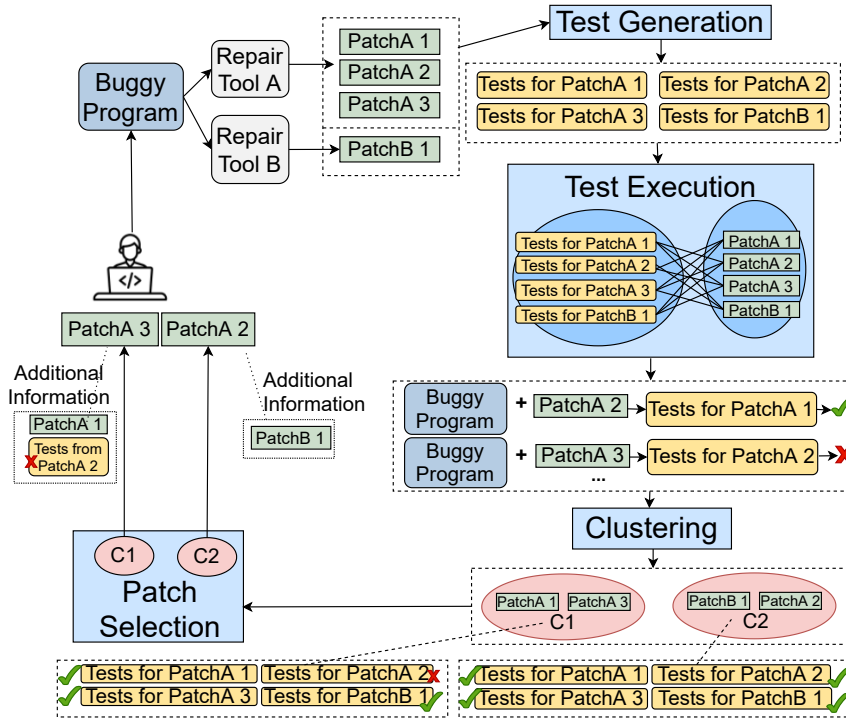 Test Generation
PatchA 1
PatchA 2
PatchA 3
PatchB 1
Repair
Tool A
Repair
Tool B
Buggy
Program
Tests for PatchA 1
Tests for PatchA 2
Tests for PatchA 3
Tests for PatchB 1
Test Execution
Tests for PatchA 1
Tests for PatchA 2
Tests for PatchA 3
Tests for PatchB 1
PatchA 1
PatchA 2
PatchA 3
PatchB 1
</>
PatchA 3
PatchA 2
Additional
Information
PatchA 1
Tests from
PatchA 2
X
Additional
Information
PatchB 1
Buggy
Program
+
PatchA 2
Tests for PatchA 1
Buggy
Program
+
PatchA 3
Tests for PatchA 2
X
...
Clustering
PatchA 1
PatchA 3
C1
PatchB 1
PatchA 2
C2
C1
C2
Patch
Selection
Tests for PatchA 1
Tests for PatchA 2
X
Tests for PatchA 3
Tests for PatchB 1
Tests for PatchA 1
Tests for PatchA 2
Tests for PatchA 3
Tests for PatchB 1